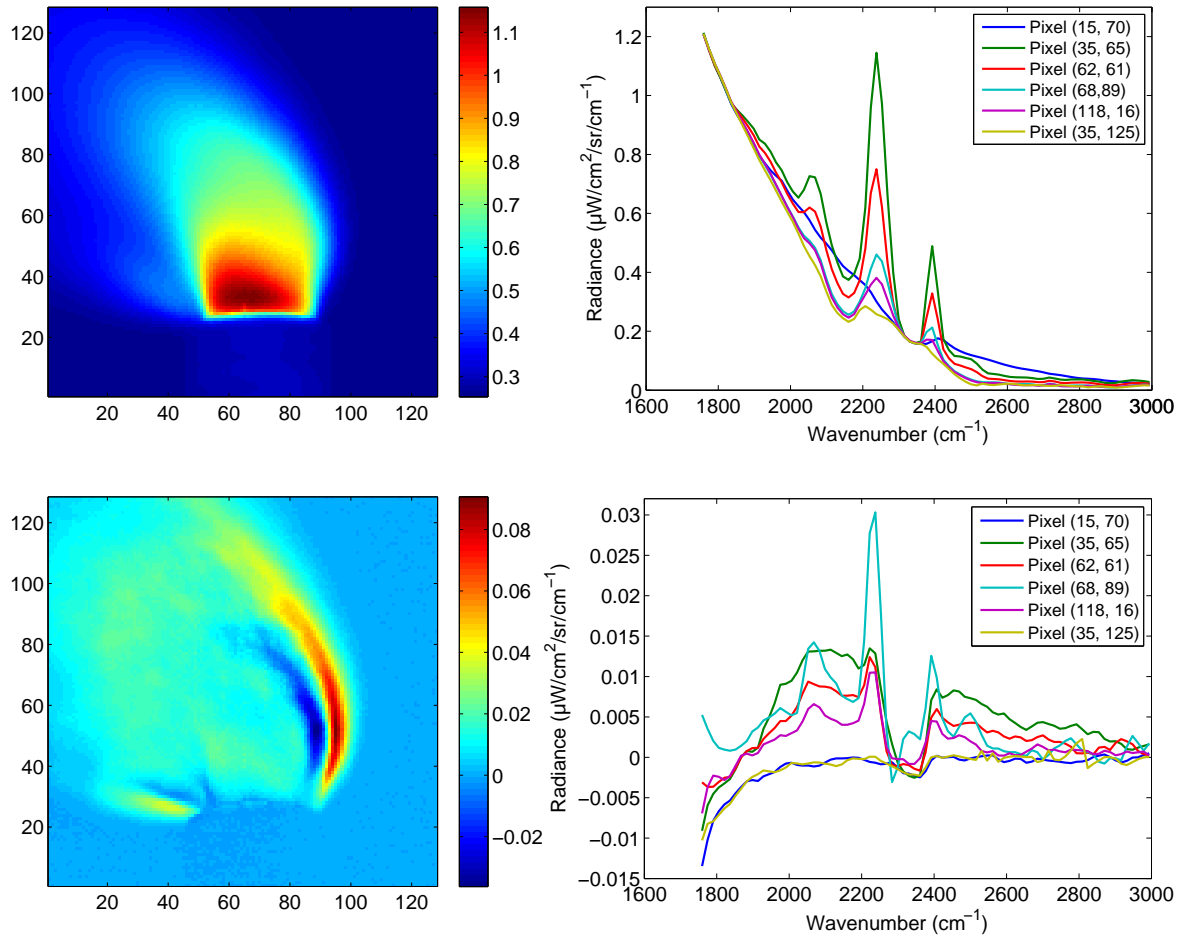 120
100
80
60
40
20
20 40 60 80 100 120
1.1
1
0.9
0.8
0.7
0.6
0.5
0.4
0.3
Radiance (µW/cm²/sr/cm⁻¹)
1.2
1
0.8
0.6
0.4
0.2
0
1600 1800 2000 2200 2400 2600 2800 3000
Wavenumber (cm⁻¹)
Pixel (15, 70)
Pixel (35, 65)
Pixel (62, 61)
Pixel (68,89)
Pixel (118, 16)
Pixel (35, 125)
120
100
80
60
40
20
20 40 60 80 100 120
0.08
0.06
0.04
0.02
0
−0.02
Radiance (µW/cm²/sr/cm⁻¹)
0.03
0.025
0.02
0.015
0.01
0.005
0
−0.005
−0.01
−0.015
1600 1800 2000 2200 2400 2600 2800 3000
Wavenumber (cm⁻¹)
Pixel (15, 70)
Pixel (35, 65)
Pixel (62, 61)
Pixel (68, 89)
Pixel (118, 16)
Pixel (35, 125)